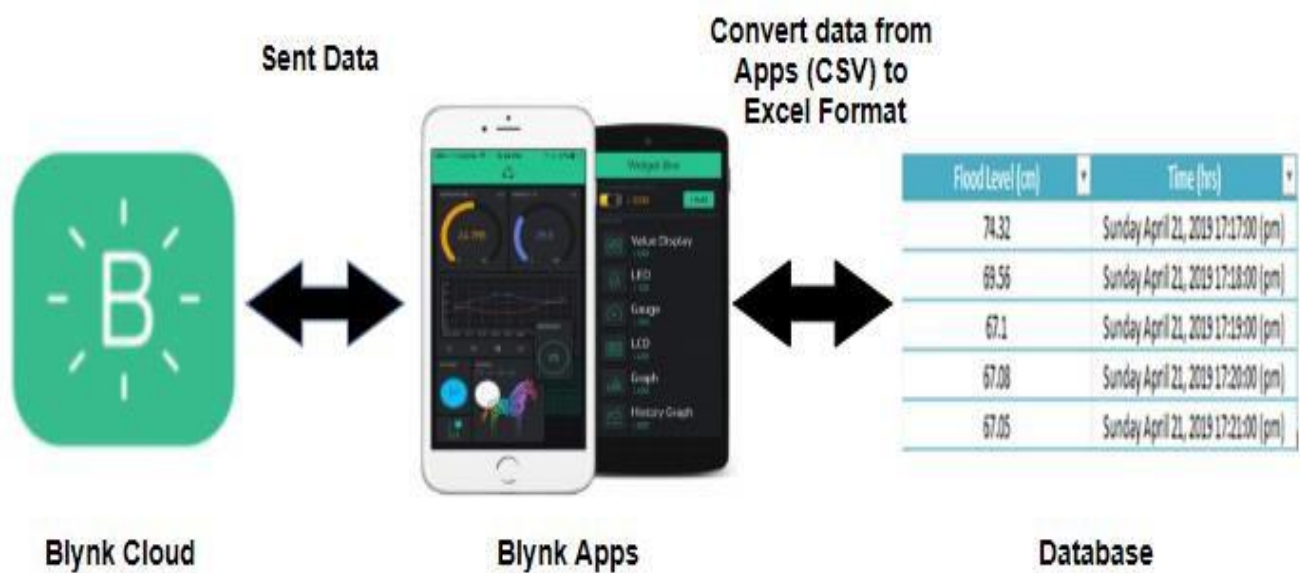 Sent Data
Convert data from
Apps (CSV) to
Excel Format
B
Widget Box
Value Display
LED
Gauge
LCD
Graph
History Graph
Flood Level (cm) Time (hrs)
74.32 Sunday April 21, 2019 17:17:00 (pm)
69.56 Sunday April 21, 2019 17:18:00 (pm)
67.1 Sunday April 21, 2019 17:19:00 (pm)
67.08 Sunday April 21, 2019 17:20:00 (pm)
67.05 Sunday April 21, 2019 17:21:00 (pm)
Blynk Cloud
Blynk Apps
Database